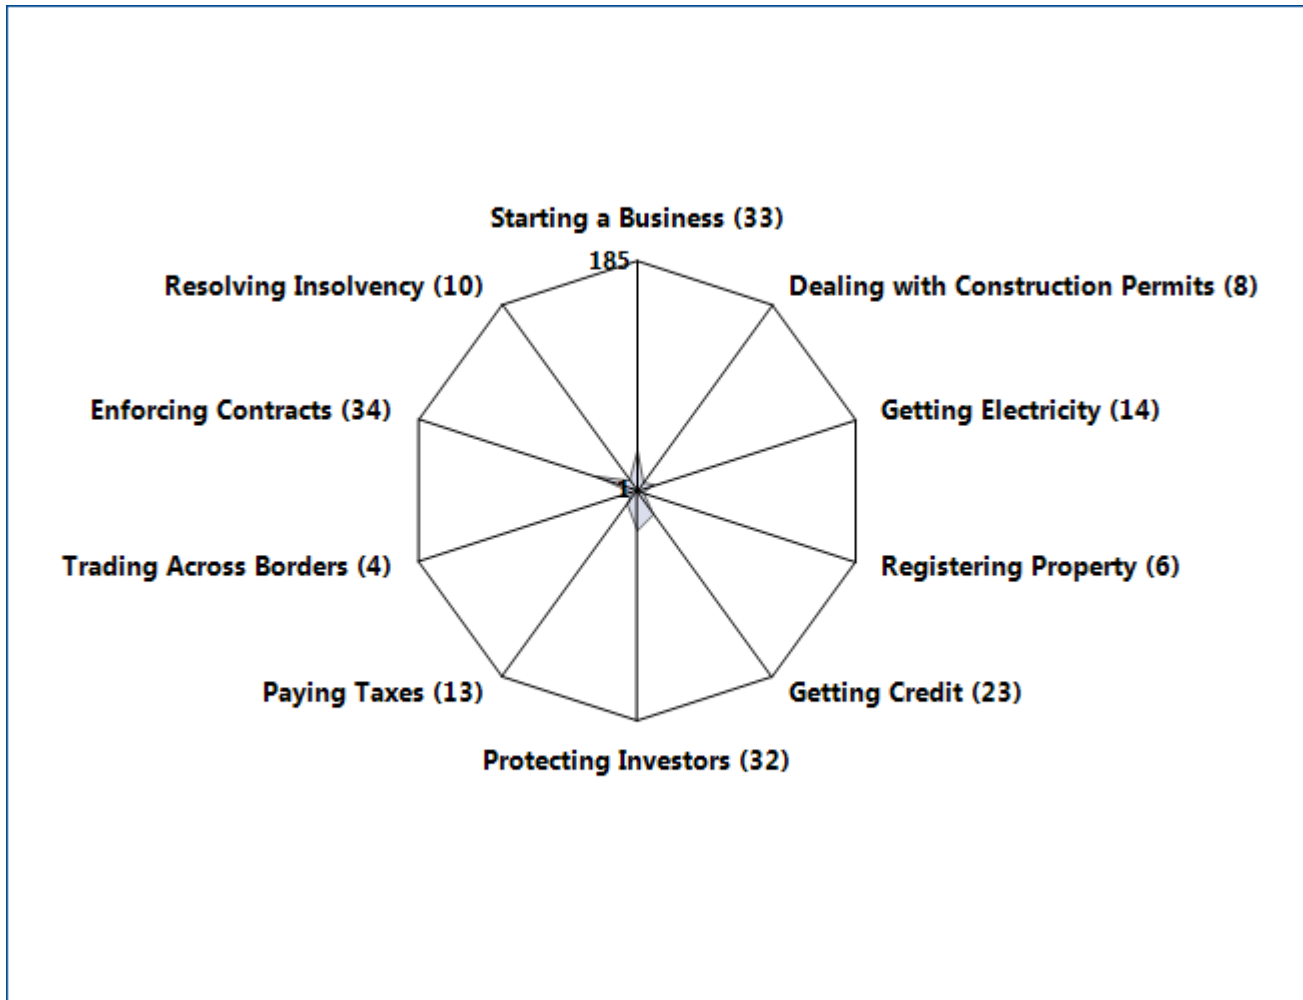 Starting a Business (33)
185
Resolving Insolvency (10)
Dealing with Construction Permits (8)
Enforcing Contracts (34)
Getting Electricity (14)
1
Trading Across Borders (4)
Registering Property (6)
Paying Taxes (13)
Getting Credit (23)
Protecting Investors (32)